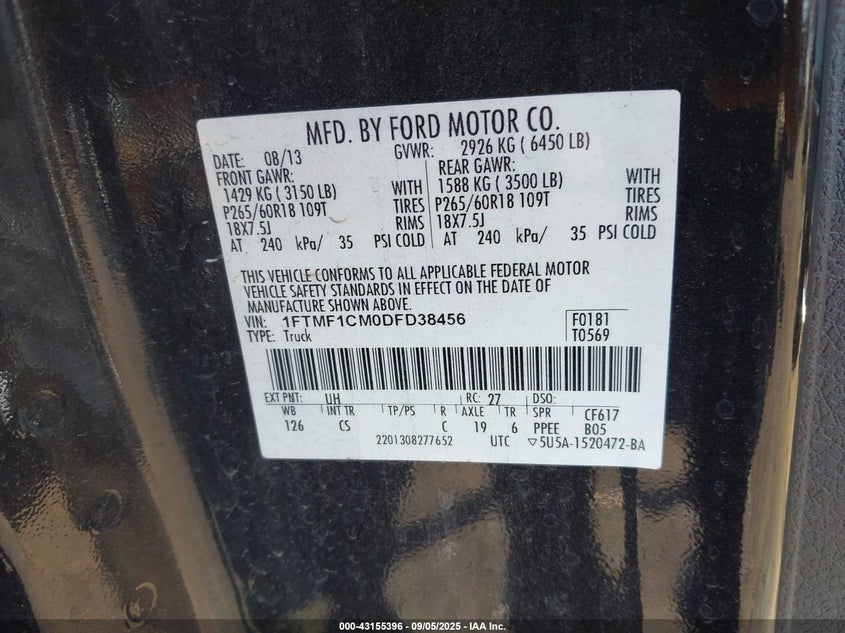 MFD. BY FORD MOTOR CO.
DATE: 08/13 GVWR: 2926 KG ( 6450 LB)
FRONT GAWR: REAR GAWR:
1429 KG ( 3150 LB) WITH 1588 KG ( 3500 LB) WITH
P265/60R18 109T TIRES P265/60R18 109T TIRES
18X7.5J RIMS 18X7.5J RIMS
AT 240 kPa/ 35 PSI COLD AT 240 kPa/ 35 PSI COLD
THIS VEHICLE CONFORMS TO ALL APPLICABLE FEDERAL MOTOR
VEHICLE SAFETY STANDARDS IN EFFECT ON THE DATE OF
MANUFACTURE SHOWN ABOVE.
VIN: 1FTMF1CM0DFD38456 F0181
TYPE: Truck T0569
EXT PNT: UH RC: 27 DSO:
WB INT TR TP/PS R AXLE TR SPR CF617
126 CS - C 19 6 PPEE B05
2201308277652 UTC ▽5U5A-1520472-BA
000-43155396 - 09/05/2025 - IAA Inc.